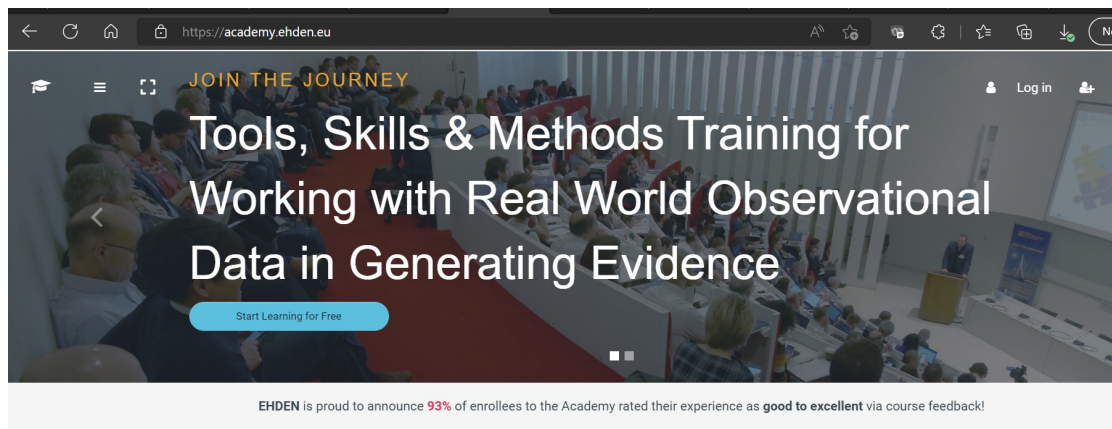 https://academy.ehden.eu
JOIN THE JOURNEY
Log in
Tools, Skills & Methods Training for
Working with Real World Observational
Data in Generating Evidence
Start Learning for Free
EHDEN is proud to announce 93% of enrollees to the Academy rated their experience as good to excellent via course feedback!